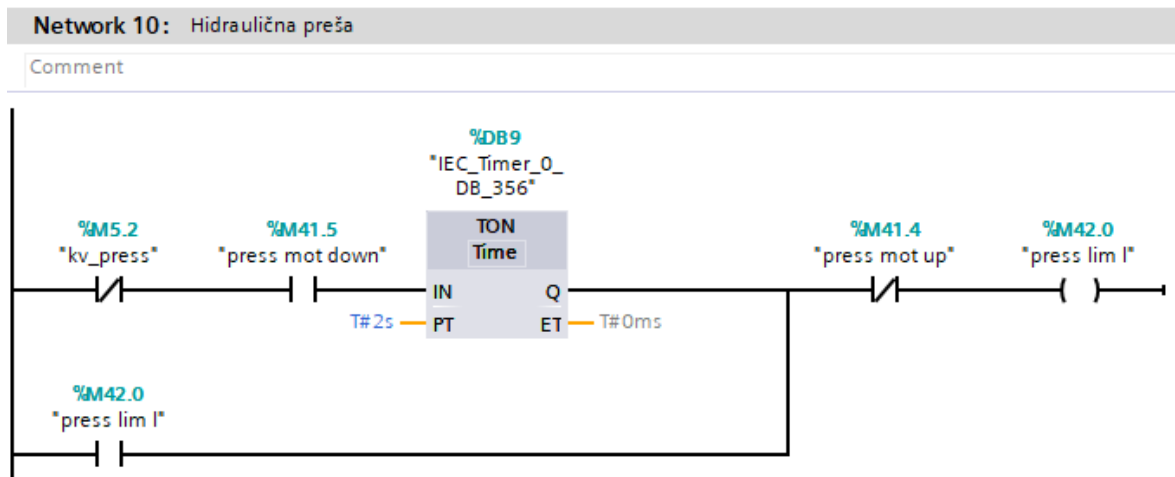 Network 10: Hidraulična preša
Comment
%DB9
"IEC_Timer_0_
DB_356"
%M5.2
"kv_press"
%M41.5
"press mot down"
TON
Time
IN
Q
T#2s
PT
ET
T#0ms
%M41.4
"press mot up"
%M42.0
"press lim l"
%M42.0
"press lim l"